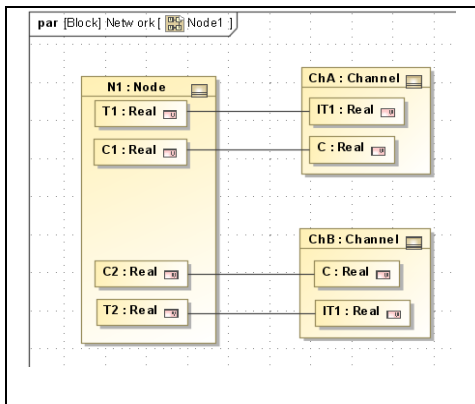 par [Block] Network [ Node1 ]
N1 : Node
T1 : Real
C1 : Real
C2 : Real
T2 : Real
ChA : Channel
IT1 : Real
C : Real
ChB : Channel
C : Real
IT1 : Real